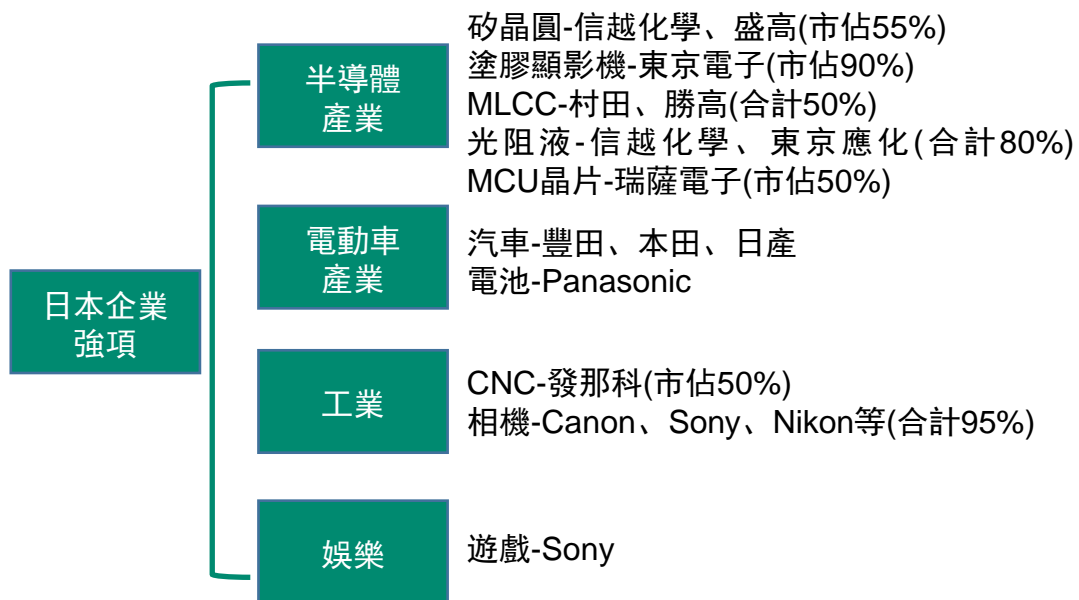 日本企業
強項
半導體
產業
矽晶圓-信越化學、盛高(市佔55%)
塗膠顯影機-東京電子(市佔90%)
MLCC-村田、勝高(合計50%)
光阻液-信越化學、東京應化(合計80%)
MCU晶片-瑞薩電子(市佔50%)
電動車
產業
汽車-豐田、本田、日產
電池-Panasonic
工業
CNC-發那科(市佔50%)
相機-Canon、Sony、Nikon等(合計95%)
娛樂
遊戲-Sony